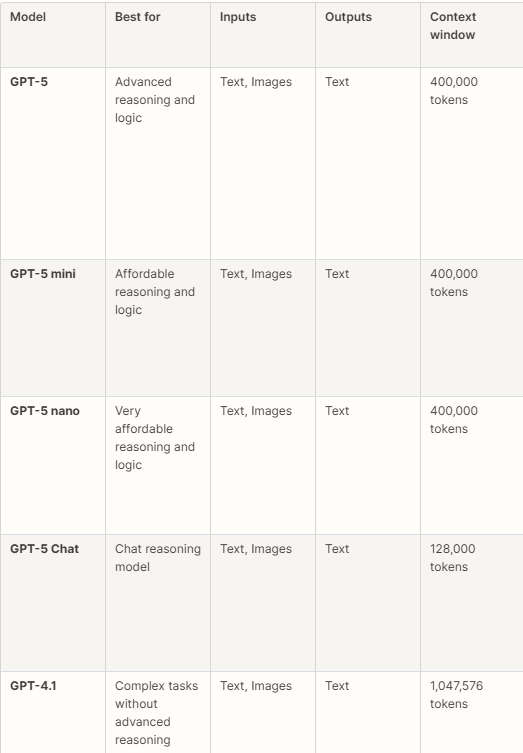 Model Best for Inputs Outputs Context
window
GPT-5 Advanced Text, Images Text 400,000
reasoning and tokens
logic
GPT-5 mini Affordable Text, Images Text 400,000
reasoning and tokens
logic
GPT-5 nano Very Text, Images Text 400,000
affordable tokens
reasoning and
logic
GPT-5 Chat Chat reasoning Text, Images Text 128,000
model tokens
GPT-4.1 Complex tasks Text, Images Text 1,047,576
without tokens
advanced
reasoning